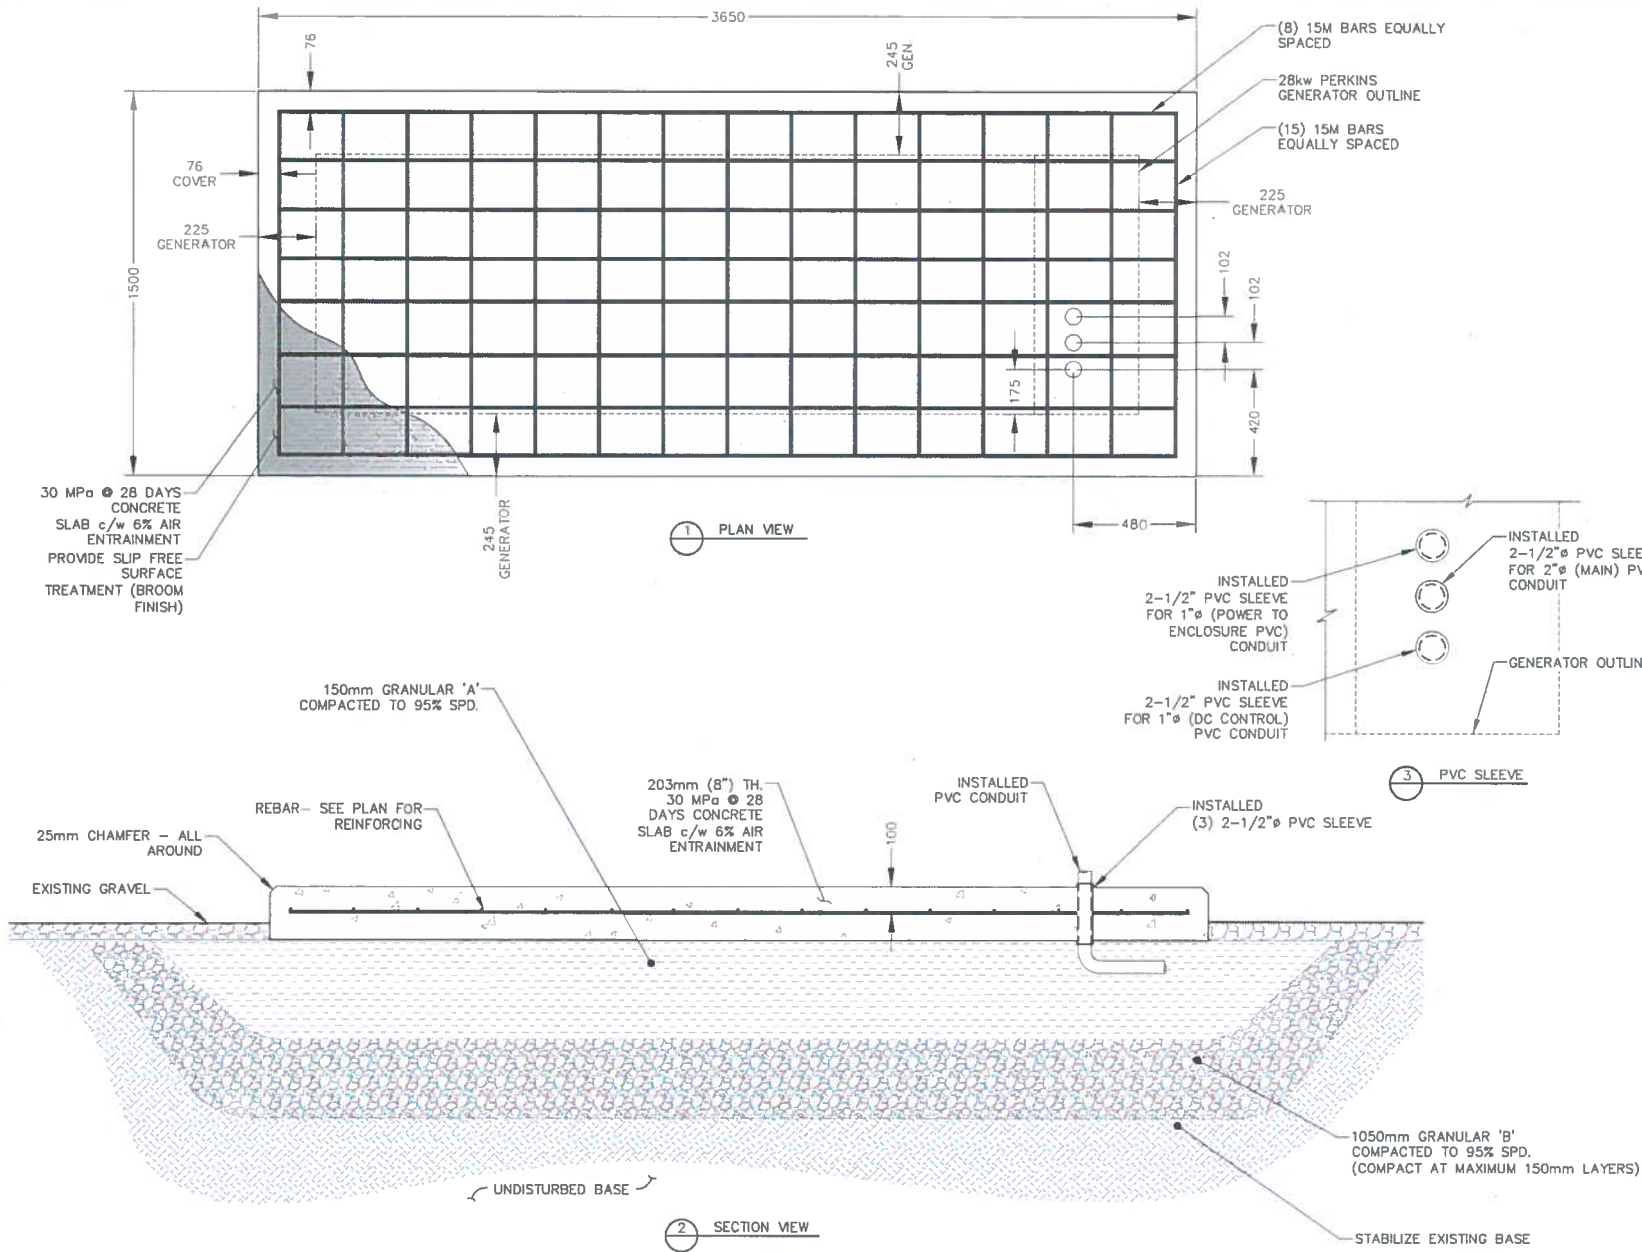 3650
76
245
GEN.
(8) 15M BARS EQUALLY
SPACED
28kw PERKINS
GENERATOR OUTLINE
(15) 15M BARS
EQUALLY SPACED
76
COVER
225
GENERATOR
225
GENERATOR
1500
102
102
175
420
480
245
GENERATOR
30 MPa @ 28 DAYS
CONCRETE
SLAB c/w 6% AIR
ENTRAINMENT
PROVIDE SLIP FREE
SURFACE
TREATMENT (BROOM
FINISH)
1 PLAN VIEW
INSTALLED
2-1/2"ø PVC SLEE
FOR 2"ø (MAIN) PV
CONDUIT
INSTALLED
2-1/2" PVC SLEEVE
FOR 1"ø (POWER TO
ENCLOSURE PVC)
CONDUIT
GENERATOR OUTLIN
INSTALLED
2-1/2" PVC SLEEVE
FOR 1"ø (DC CONTROL)
PVC CONDUIT
3 PVC SLEEVE
150mm GRANULAR 'A'
COMPACTED TO 95% SPD.
203mm (8") TH.
30 MPa @ 28
DAYS CONCRETE
SLAB c/w 6% AIR
ENTRAINMENT
INSTALLED
PVC CONDUIT
INSTALLED
(3) 2-1/2"ø PVC SLEEVE
REBAR- SEE PLAN FOR
REINFORCING
25mm CHAMFER - ALL
AROUND
EXISTING GRAVEL
100
1050mm GRANULAR 'B'
COMPACTED TO 95% SPD.
(COMPACT AT MAXIMUM 150mm LAYERS)
UNDISTURBED BASE
STABILIZE EXISTING BASE
2 SECTION VIEW